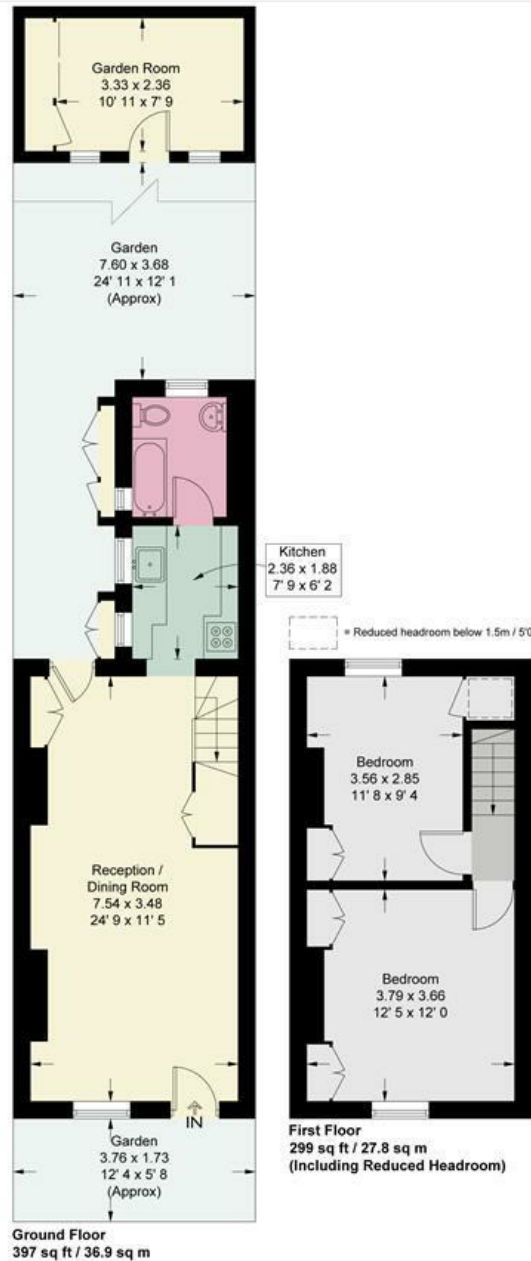 Garden Room
3.33 x 2.36
10' 11 x 7' 9
Garden
7.60 x 3.68
24' 11 x 12' 1
(Approx)
Kitchen
2.36 x 1.88
7' 9 x 6' 2
= Reduced headroom below 1.5m / 5'0
Bedroom
3.56 x 2.85
11' 8 x 9' 4
Reception /
Dining Room
7.54 x 3.48
24' 9 x 11' 5
Bedroom
3.79 x 3.66
12' 5 x 12' 0
IN
First Floor
299 sq ft / 27.8 sq m
(Including Reduced Headroom)
Garden
3.76 x 1.73
12' 4 x 5' 8
(Approx)
Ground Floor
397 sq ft / 36.9 sq m